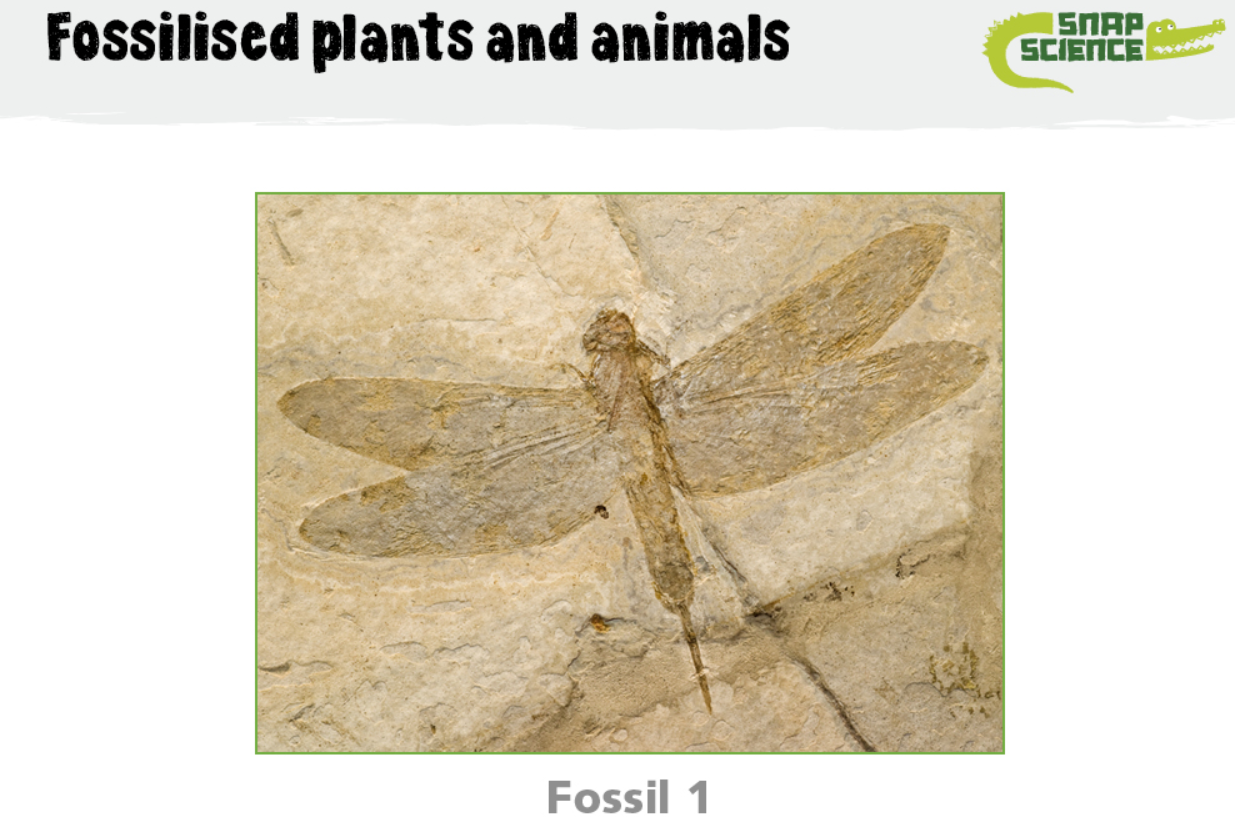 Fossilised plants and animals
SNAP
SCIENCE
Fossil 1